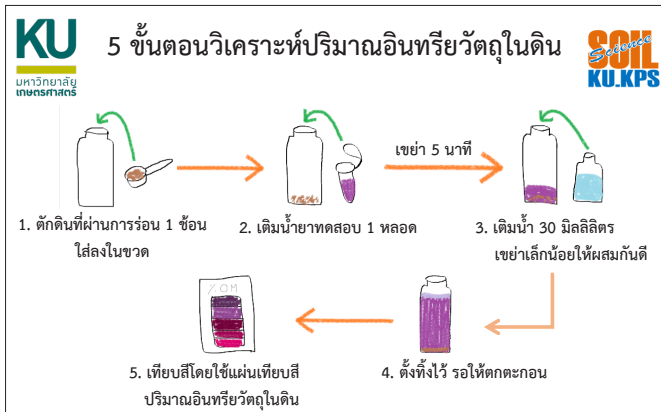 KU
มหาวิทยาลัย
เกษตรศาสตร์
5 ขั้นตอนวิเคราะห์ปริมาณอินทรียวัตถุในดิน
SOIL
Science
KU.KPS
เขย่า 5 นาที
1. ตักดินที่ผ่านการร่อน 1 ช้อน
ใส่ลงในขวด
2. เติมน้ำยาทดสอบ 1 หลอด
3. เติมน้ำ 30 มิลลิลิตร
เขย่าเล็กน้อยให้ผสมกันดี
% OM
5. เทียบสีโดยใช้แผ่นเทียบสี
ปริมาณอินทรียวัตถุในดิน
4. ตั้งทิ้งไว้ รอให้ตกตะกอน